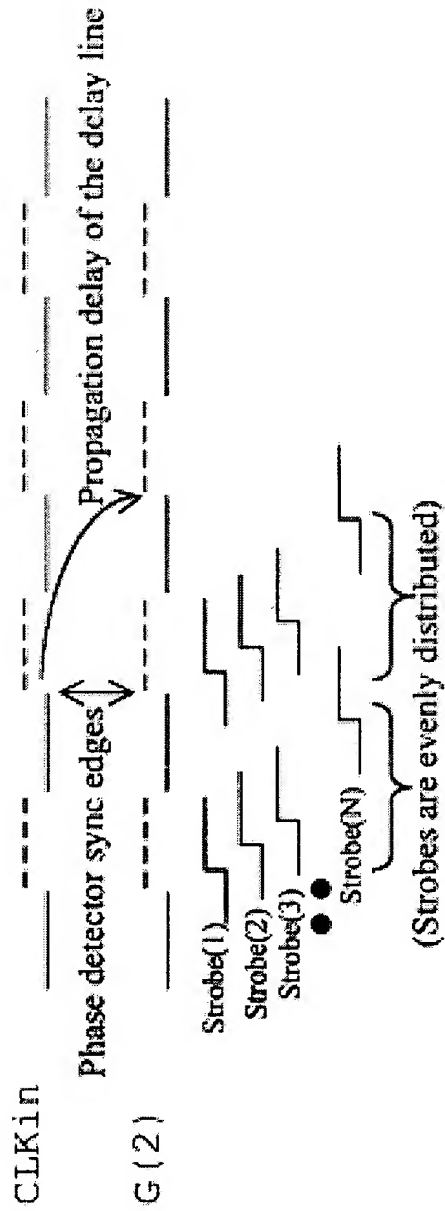 CLKin
Phase detector sync edges
Propagation delay of the delay line
G(2)
Strobe(1)
Strobe(2)
Strobe(3)
Strobe(N)
(Strobes are evenly distributed)